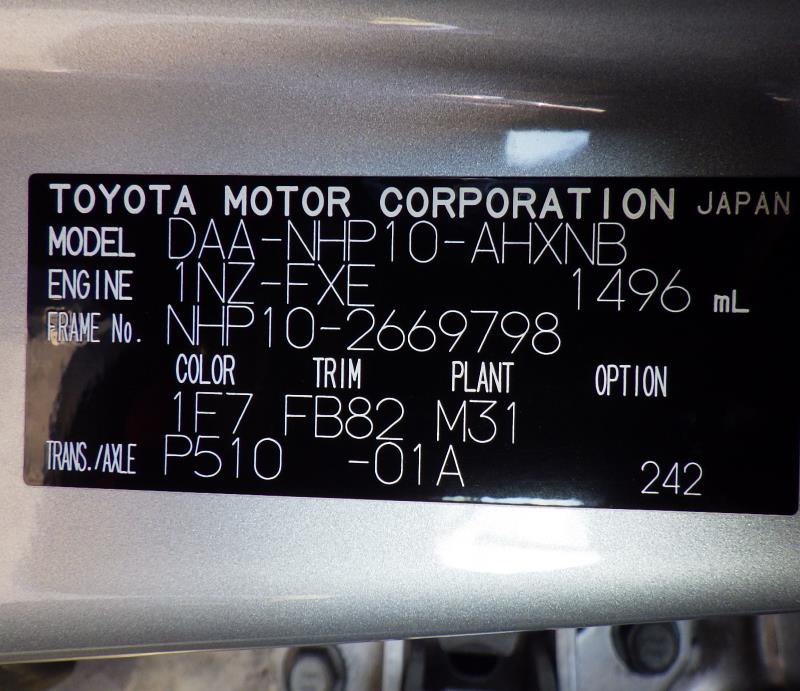 TOYOTA MOTOR CORPORATION JAPAN
MODEL DAA-NHP10-AHXNB
ENGINE 1NZ-FXE 1496 mL
FRAME No. NHP10-2669798
COLOR TRIM PLANT OPTION
1F7 FB82 M31
TRANS./AXLE P510 -01A 242